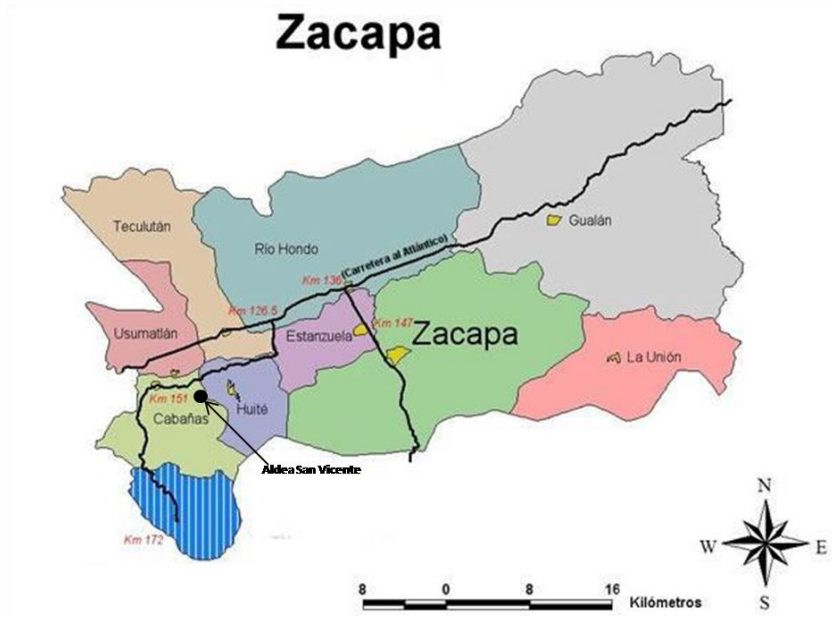 Zacapa
Teculután
Río Hondo
Gualán
(Carretera al Atlántico)
Km 136
Km 126.5
Usumatlán
Estanzuela
Km 147
Zacapa
La Unión
Km 151
Cabañas
Huité
Aldea San Vicente
Km 172
N
W
E
S
8
0
8
16
Kilómetros